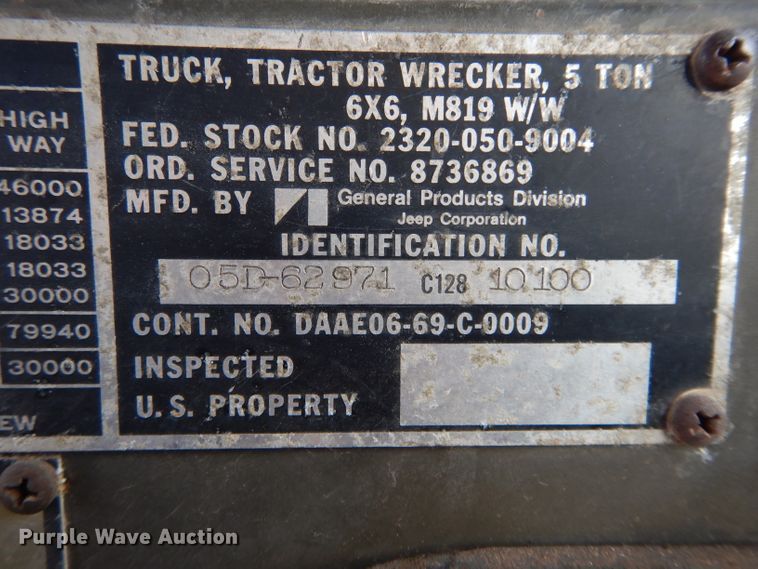 HIGH
WAY
46000
13874
18033
18033
30000
79940
30000
EW
TRUCK, TRACTOR WRECKER, 5 TON
6X6, M819 W/W
FED. STOCK NO. 2320-050-9004
ORD. SERVICE NO. 8736869
MFD. BY General Products Division
Jeep Corporation
IDENTIFICATION NO.
05D-62971 C128 10100
CONT. NO. DAAE06-69-C-0009
INSPECTED
U.S. PROPERTY
Purple Wave Auction